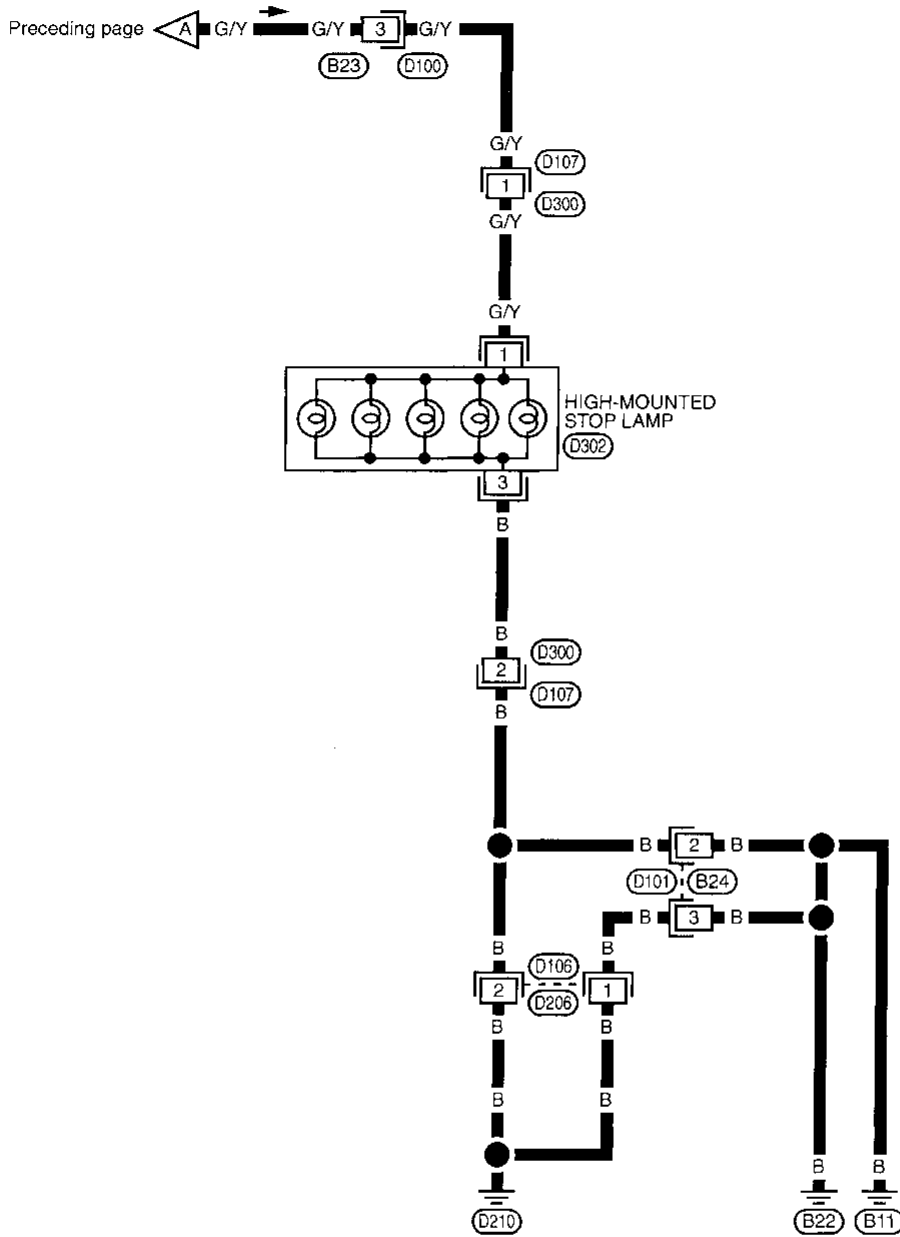 Preceding page A G/Y G/Y 3 G/Y
B23 D100
G/Y
D107
1
D300
G/Y
G/Y
1
HIGH-MOUNTED
STOP LAMP
D302
3
B
B
D300
2
D107
B
B 2 B
D101 B24
B 3 B
B B
D106
2 1
D206
B B
B B
B B
D210 B22 B11